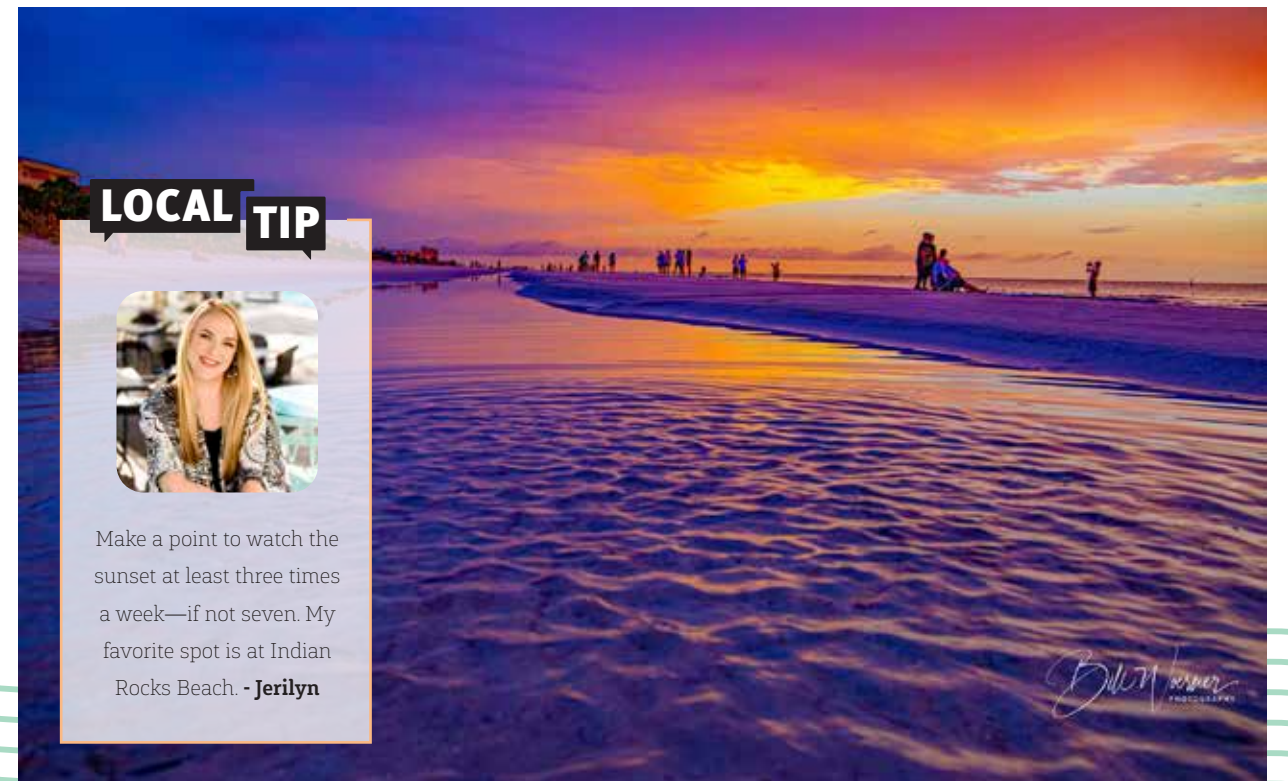 LOCAL TIP
Make a point to watch the
sunset at least three times
a week—if not seven. My
favorite spot is at Indian
Rocks Beach. - Jerilyn
PHOTOGRAPHY